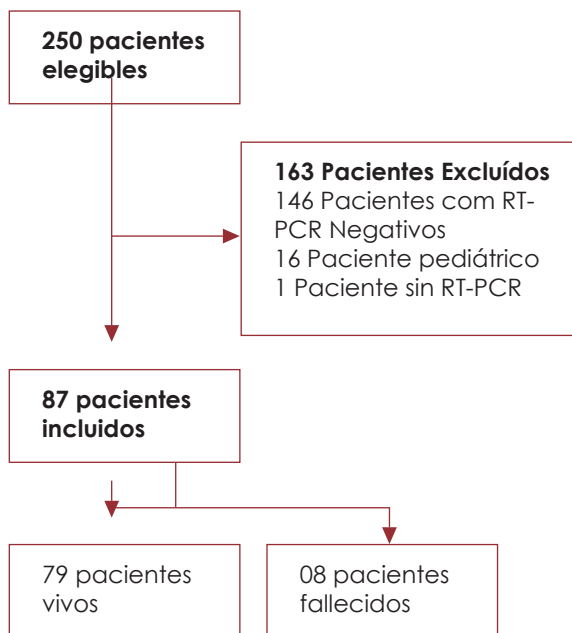 250 pacientes
elegibles
163 Pacientes Excluídos
146 Pacientes com RT-
PCR Negativos
16 Paciente pediátrico
1 Paciente sin RT-PCR
87 pacientes
incluidos
79 pacientes
vivos
08 pacientes
fallecidos